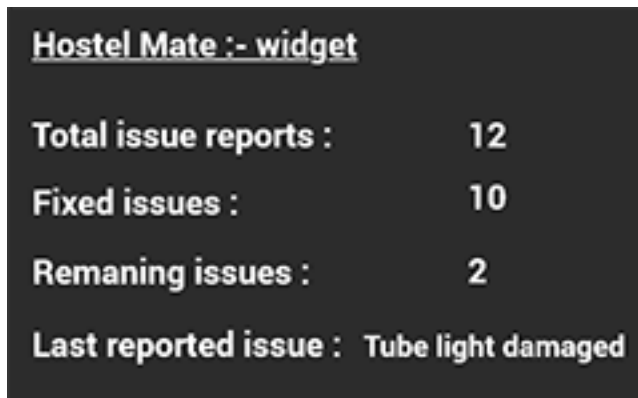 Hostel Mate :- widget
Total issue reports : 12
Fixed issues : 10
Remaning issues : 2
Last reported issue : Tube light damaged